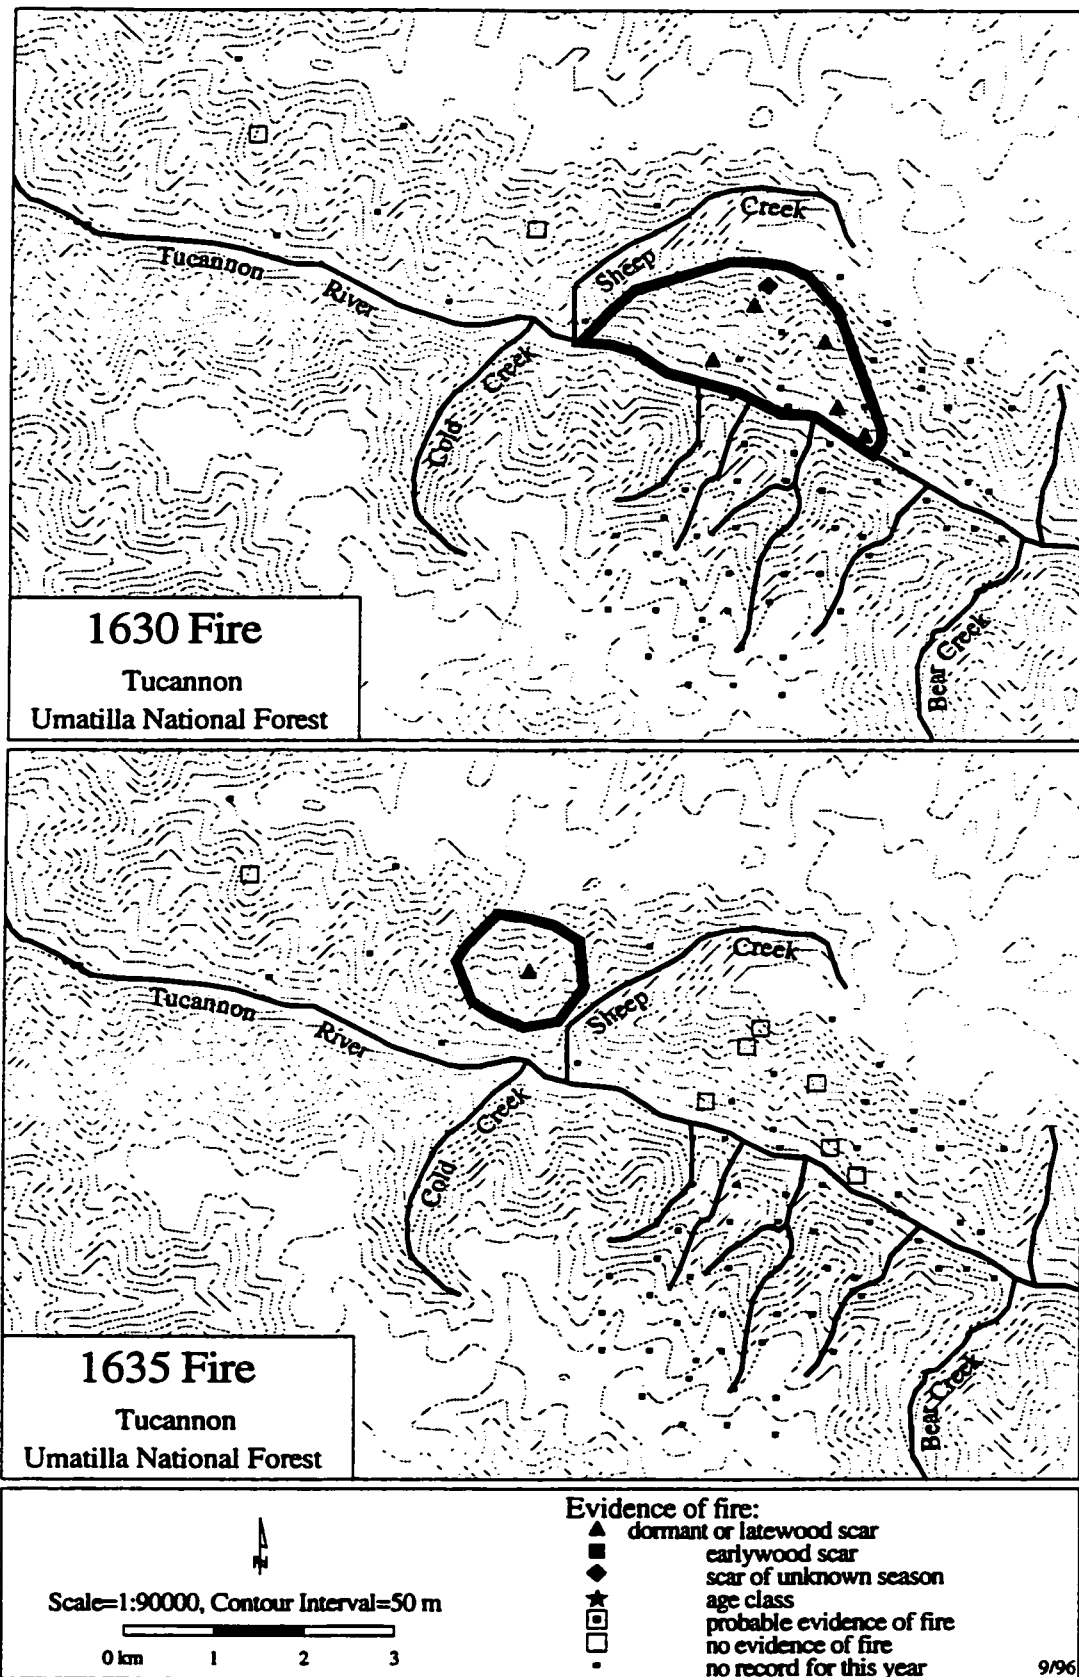 Creek
Sheep
Tucannon
River
Creek
Cold
Bear Creek
1630 Fire
Tucannon
Umatilla National Forest
Creek
Sheep
Tucannon
River
Creek
Cold
Bear Creek
1635 Fire
Tucannon
Umatilla National Forest
Evidence of fire:
dormant or latewood scar
earlywood scar
scar of unknown season
age class
probable evidence of fire
no evidence of fire
no record for this year
Scale=1:90000, Contour Interval=50 m
0 km 1 2 3
9/96